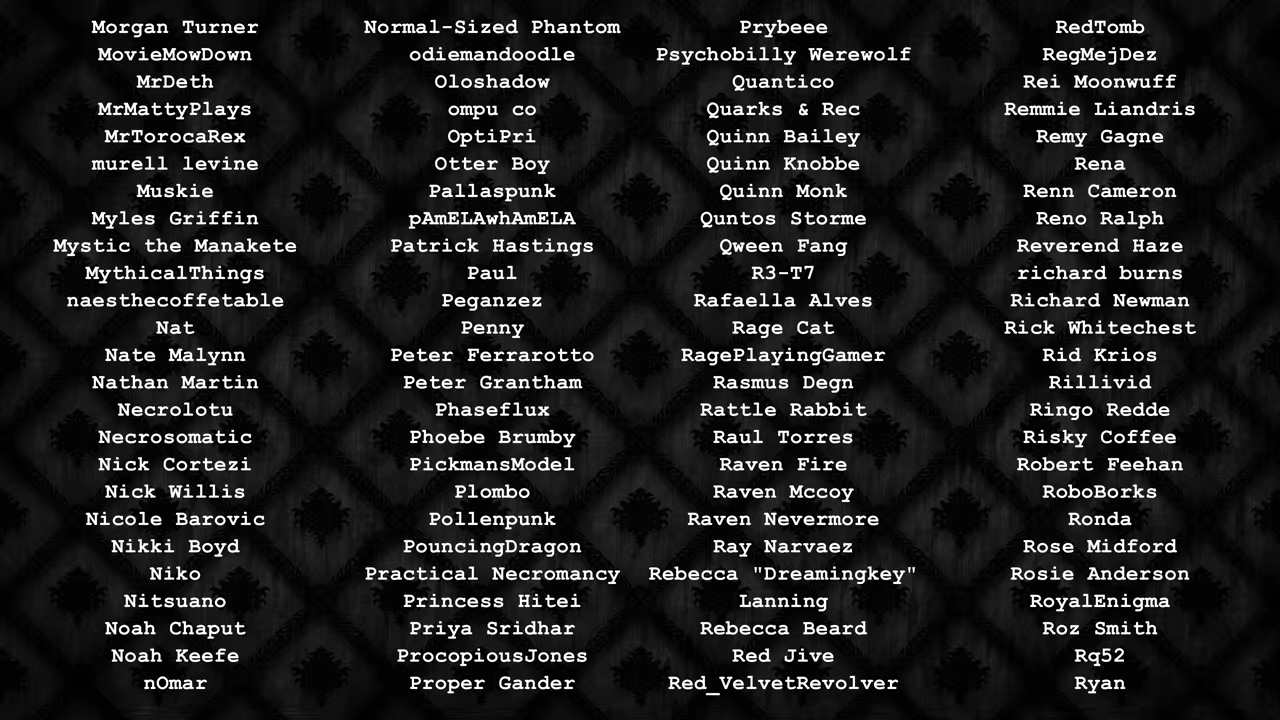 Morgan Turner
MovieMowDown
MrDeth
MrMattyPlays
MrTorocaRex
murell levine
Muskie
Myles Griffin
Mystic the Manakete
MythicalThings
naesthecoffetable
Nat
Nate Malynn
Nathan Martin
Necrolotu
Necrosomatic
Nick Cortezi
Nick Willis
Nicole Barovic
Nikki Boyd
Niko
Nitsuano
Noah Chaput
Noah Keefe
nOmar
Normal-Sized Phantom
odiemandoodle
Oloshadow
ompu co
OptiPri
Otter Boy
Pallaspunk
pAmELAwhAmELA
Patrick Hastings
Paul
Peganzez
Penny
Peter Ferrarotto
Peter Grantham
Phaseflux
Phoebe Brumby
PickmansModel
Plombo
Pollenpunk
PouncingDragon
Practical Necromancy
Princess Hitei
Priya Sridhar
ProcopiousJones
Proper Gander
Prybeee
Psychobilly Werewolf
Quantico
Quarks & Rec
Quinn Bailey
Quinn Knobbe
Quinn Monk
Quntos Storme
Qween Fang
R3-T7
Rafaella Alves
Rage Cat
RagePlayingGamer
Rasmus Degn
Rattle Rabbit
Raul Torres
Raven Fire
Raven Mccoy
Raven Nevermore
Ray Narvaez
Rebecca "Dreamingkey"
Lanning
Rebecca Beard
Red Jive
Red_VelvetRevolver
RedTomb
RegMejDez
Rei Moonwuff
Remmie Liandris
Remy Gagne
Rena
Renn Cameron
Reno Ralph
Reverend Haze
richard burns
Richard Newman
Rick Whitechest
Rid Krios
Rillivid
Ringo Redde
Risky Coffee
Robert Feehan
RoboBorks
Ronda
Rose Midford
Rosie Anderson
RoyalEnigma
Roz Smith
Rq52
Ryan